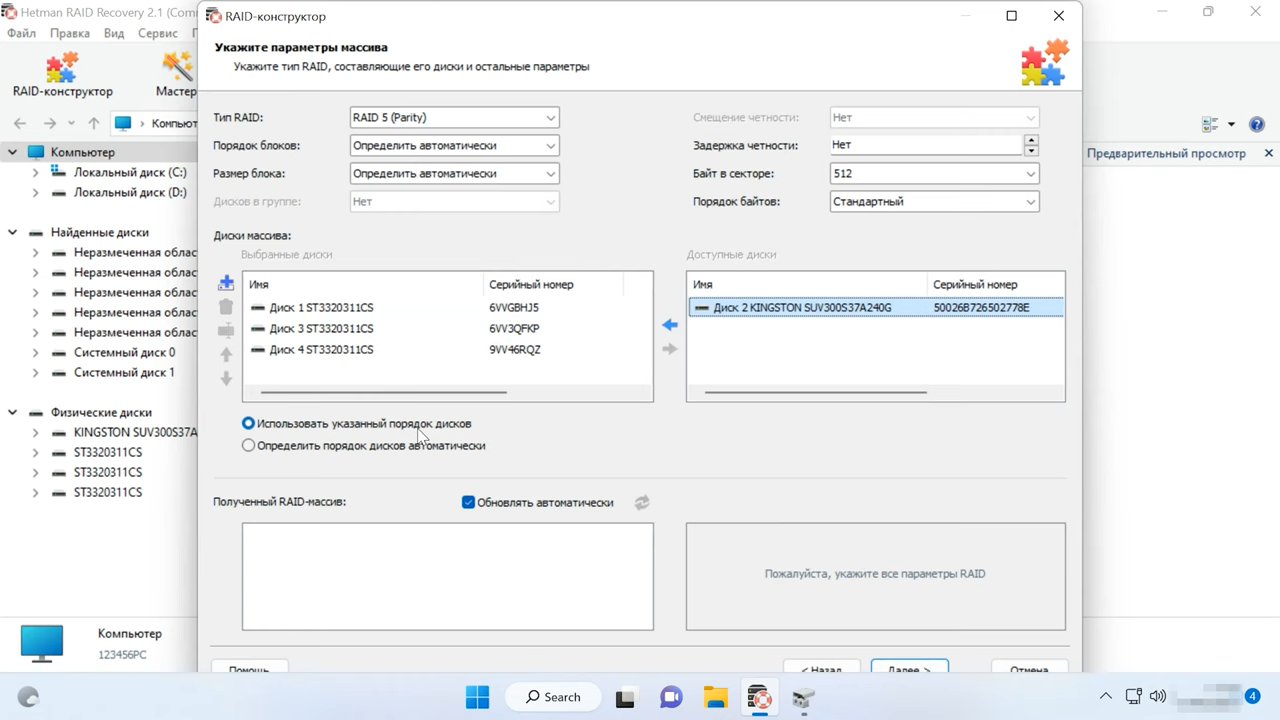 Hetman RAID Recovery 2.1 (Com
RAID-конструктор
Файл Правка Вид Сервис
RAID-конструктор
Мастер
Компьют
Компьютер
Локальный диск (C:)
Локальный диск (D:)
Найденные диски
Неразмеченная облас
Неразмеченная облас
Неразмеченная облас
Неразмеченная облас
Неразмеченная облас
Системный диск 0
Системный диск 1
Физические диски
KINGSTON SUV300S37A
ST3320311CS
ST3320311CS
ST3320311CS
Компьютер
123456PC
Укажите параметры массива
Укажите тип RAID, составляющие его диски и остальные параметры
Тип RAID: RAID 5 (Parity)
Порядок блоков: Определить автоматически
Размер блока: Определить автоматически
Дисков в группе: Нет
Смещение четности: Нет
Задержка четности: Нет
Байт в секторе: 512
Порядок байтов: Стандартный
Диски массива:
Выбранные диски
Имя Серийный номер
Диск 1 ST3320311CS 6VVGBHJ5
Диск 3 ST3320311CS 6VV3QFKP
Диск 4 ST3320311CS 9VV46RQZ
Доступные диски
Имя Серийный номер
Диск 2 KINGSTON SUV300S37A240G 50026B726502778E
Использовать указанный порядок дисков
Определить порядок дисков автоматически
Полученный RAID-массив: Обновлять автоматически
Пожалуйста, укажите все параметры RAID
Помощь < Назад Далее > Отмена
Предварительный просмотр
Search
4